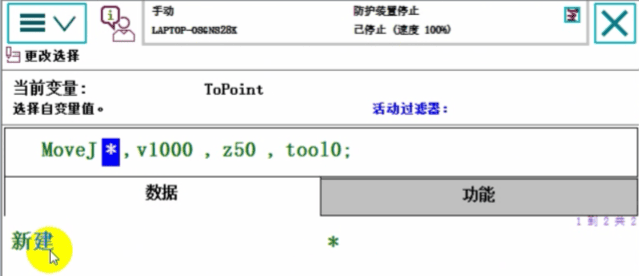 手动 防护装置停止
LAPTOP-OSGNS28K 已停止 (速度 100%)
更改选择
当前变量: ToPoint
选择自变量值。 活动过滤器:
MoveJ * , v1000 , z50 , tool0;
数据 功能
1 到 2 共 2
新建 *